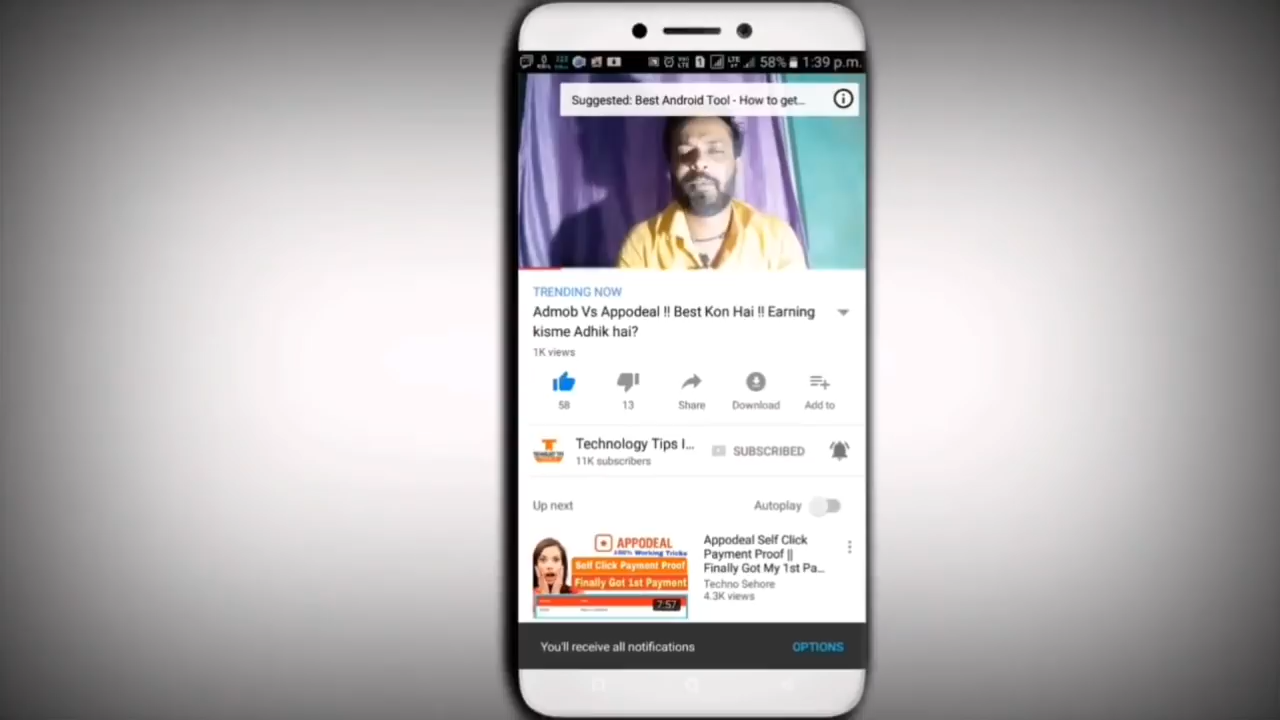 58% 1:39 p.m.
Suggested: Best Android Tool - How to get...
TRENDING NOW
Admob Vs Appodeal !! Best Kon Hai !! Earning
kisme Adhik hai?
1K views
58
13
Share
Download
Add to
Technology Tips I...
11K subscribers
SUBSCRIBED
Up next
Autoplay
APPODEAL
100% Working Tricks
Self Click Payment Proof
Finally Got 1st Payment
7:57
Appodeal Self Click
Payment Proof ||
Finally Got My 1st Pa...
Techno Sehore
4.3K views
You'll receive all notifications
OPTIONS